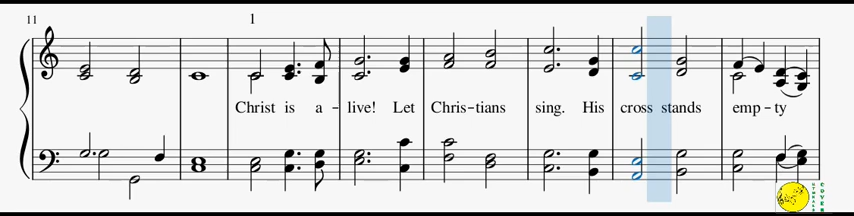 11
1
Christ is a - live! Let Chris - tians sing. His cross stands emp - ty